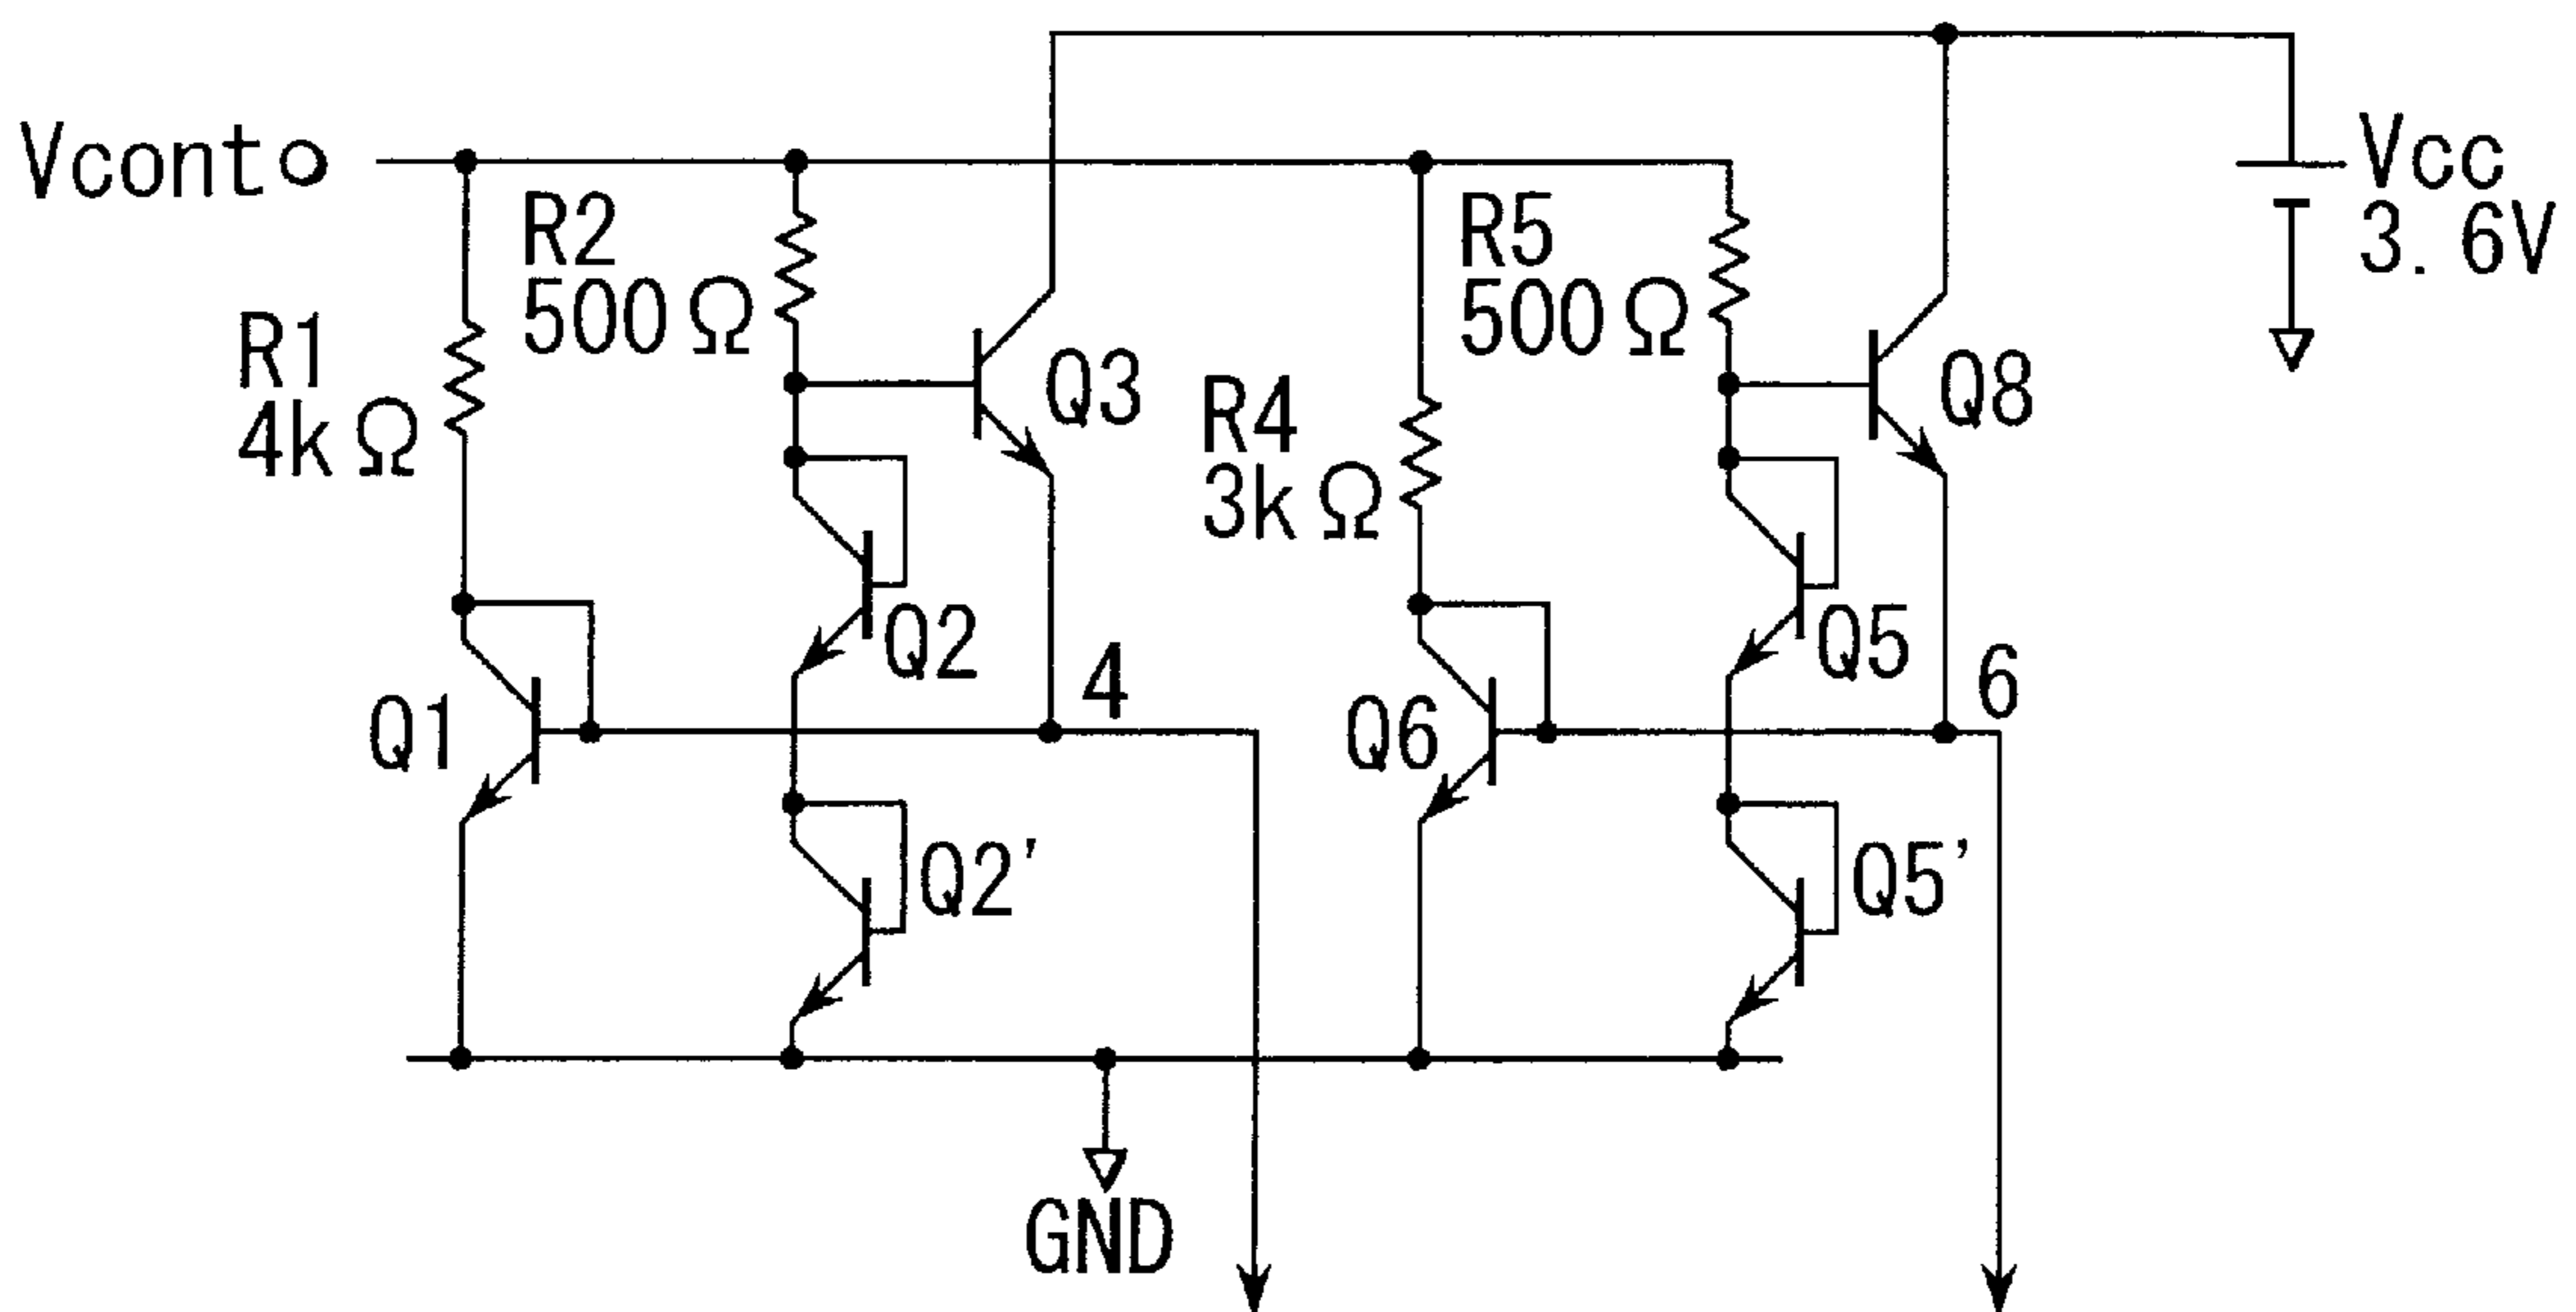 Vcont
Vcc
3.6V
R2
500Ω
R5
500Ω
R1
4kΩ
Q3
R4
3kΩ
Q8
Q2
4
Q5
6
Q1
Q6
Q2'
Q5'
GND